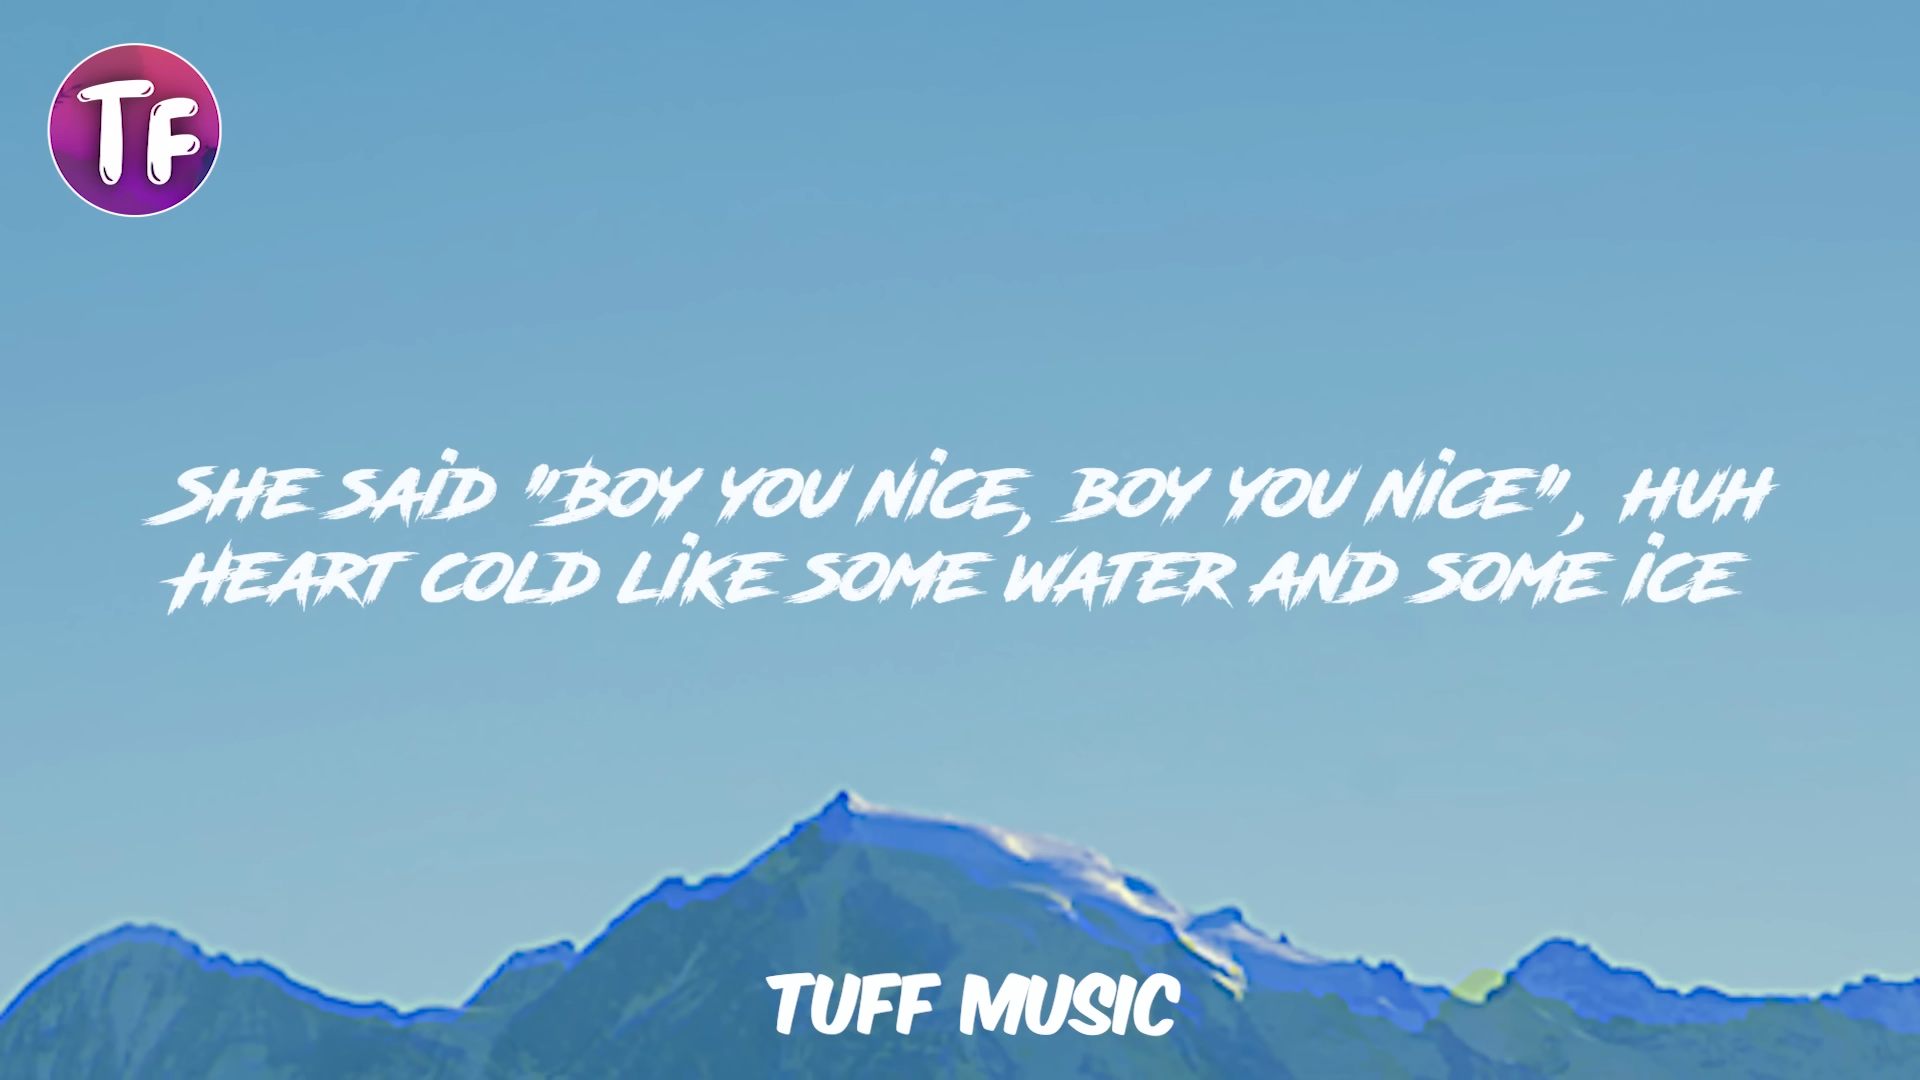 TF
SHE SAID "BOY YOU NICE, BOY YOU NICE", HUH
HEART COLD LIKE SOME WATER AND SOME ICE
TUFF MUSIC